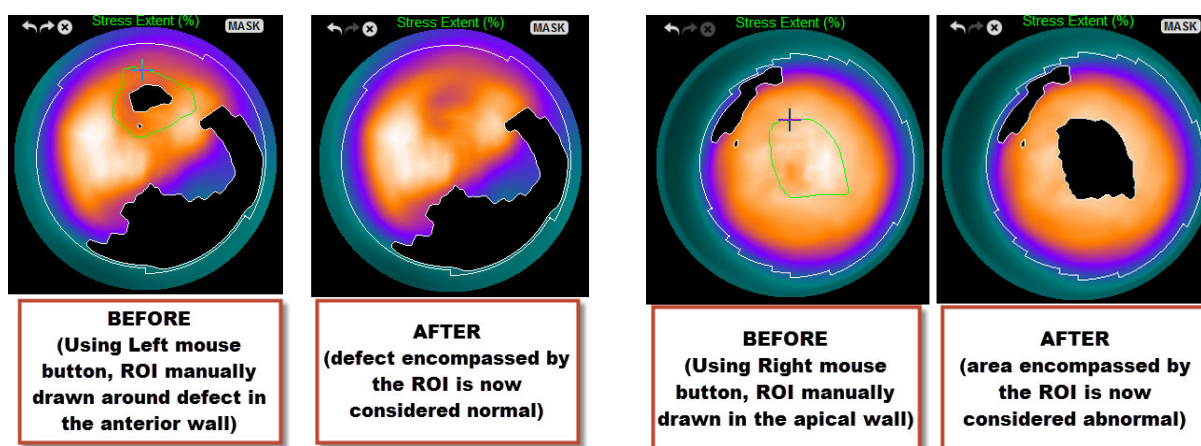 Stress Extent (%)
MASK
Stress Extent (%)
MASK
Stress Extent (%)
MASK
Stress Extent (%)
MASK
BEFORE
(Using Left mouse
button, ROI manually
drawn around defect in
the anterior wall)
AFTER
(defect encompassed by
the ROI is now
considered normal)
BEFORE
(Using Right mouse
button, ROI manually
drawn in the apical wall)
AFTER
(area encompassed by
the ROI is now
considered abnormal)